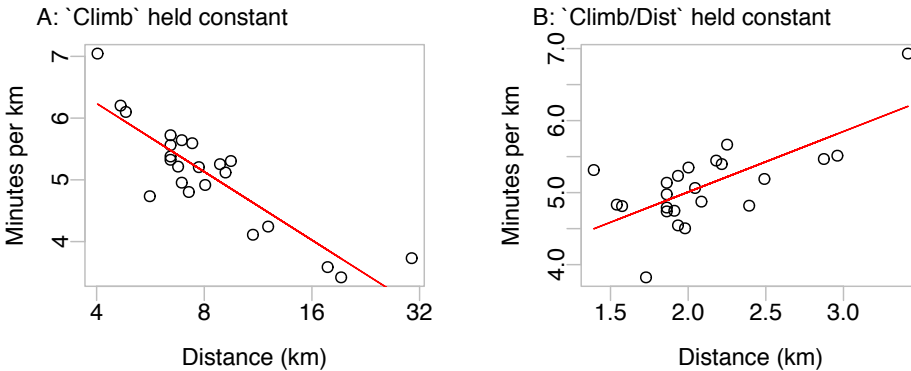 A: `Climb` held constant
7
6
5
4
Minutes per km
4 8 16 32
Distance (km)
B: `Climb/Dist` held constant
7.0
6.0
5.0
4.0
Minutes per km
1.5 2.0 2.5 3.0
Distance (km)